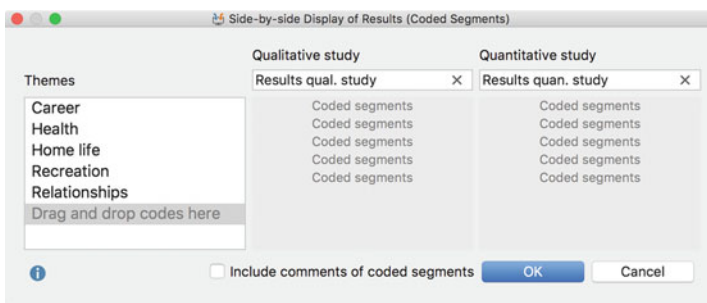 Side-by-side Display of Results (Coded Segments)
Qualitative study Quantitative study
Themes Results qual. study × Results quan. study ×
Career Coded segments Coded segments
Health Coded segments Coded segments
Home life Coded segments Coded segments
Recreation Coded segments Coded segments
Relationships Coded segments Coded segments
Drag and drop codes here
Include comments of coded segments OK Cancel